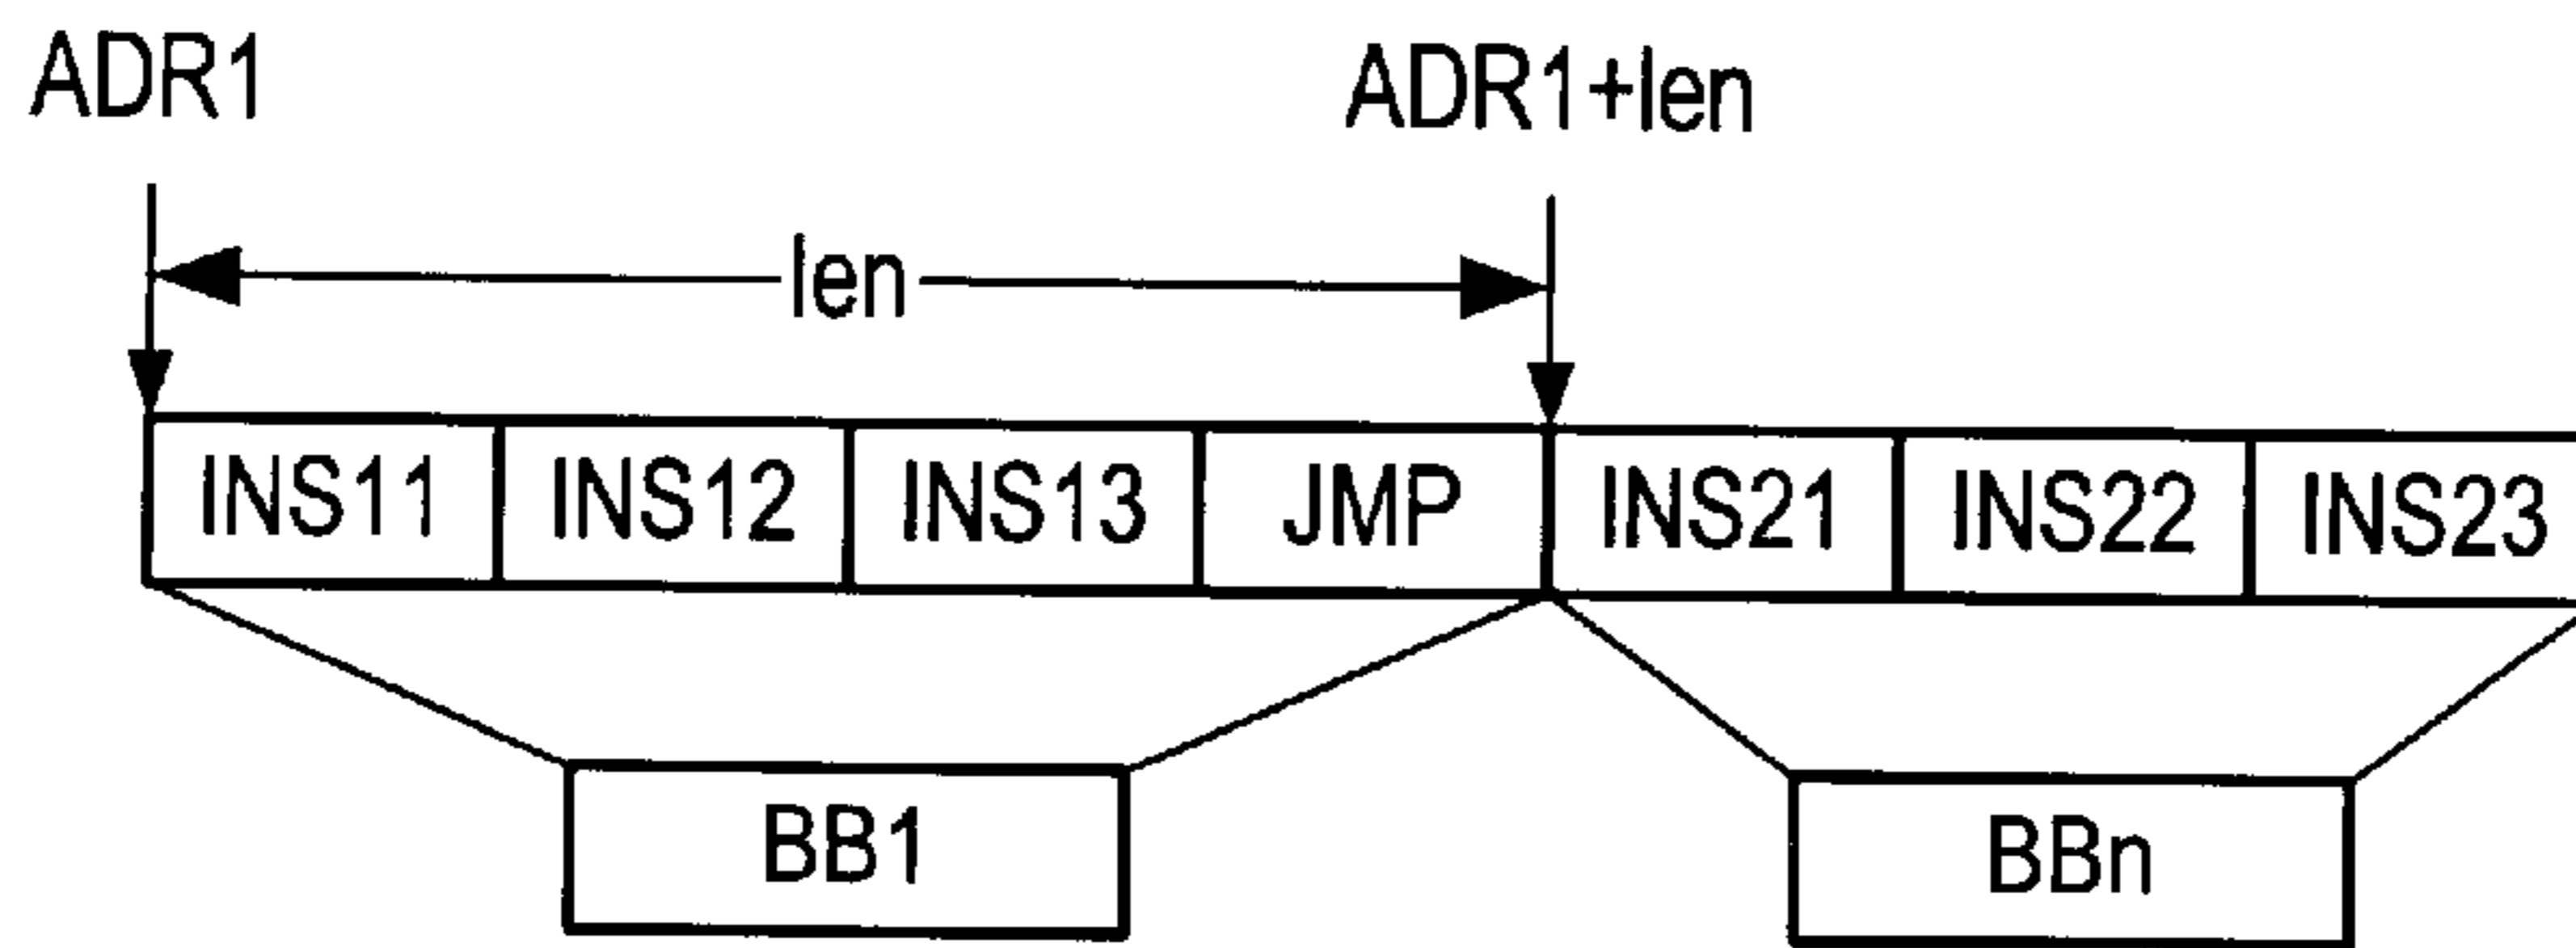 ADR1 ADR1+len
len
INS11 INS12 INS13 JMP INS21 INS22 INS23
BB1 BBn